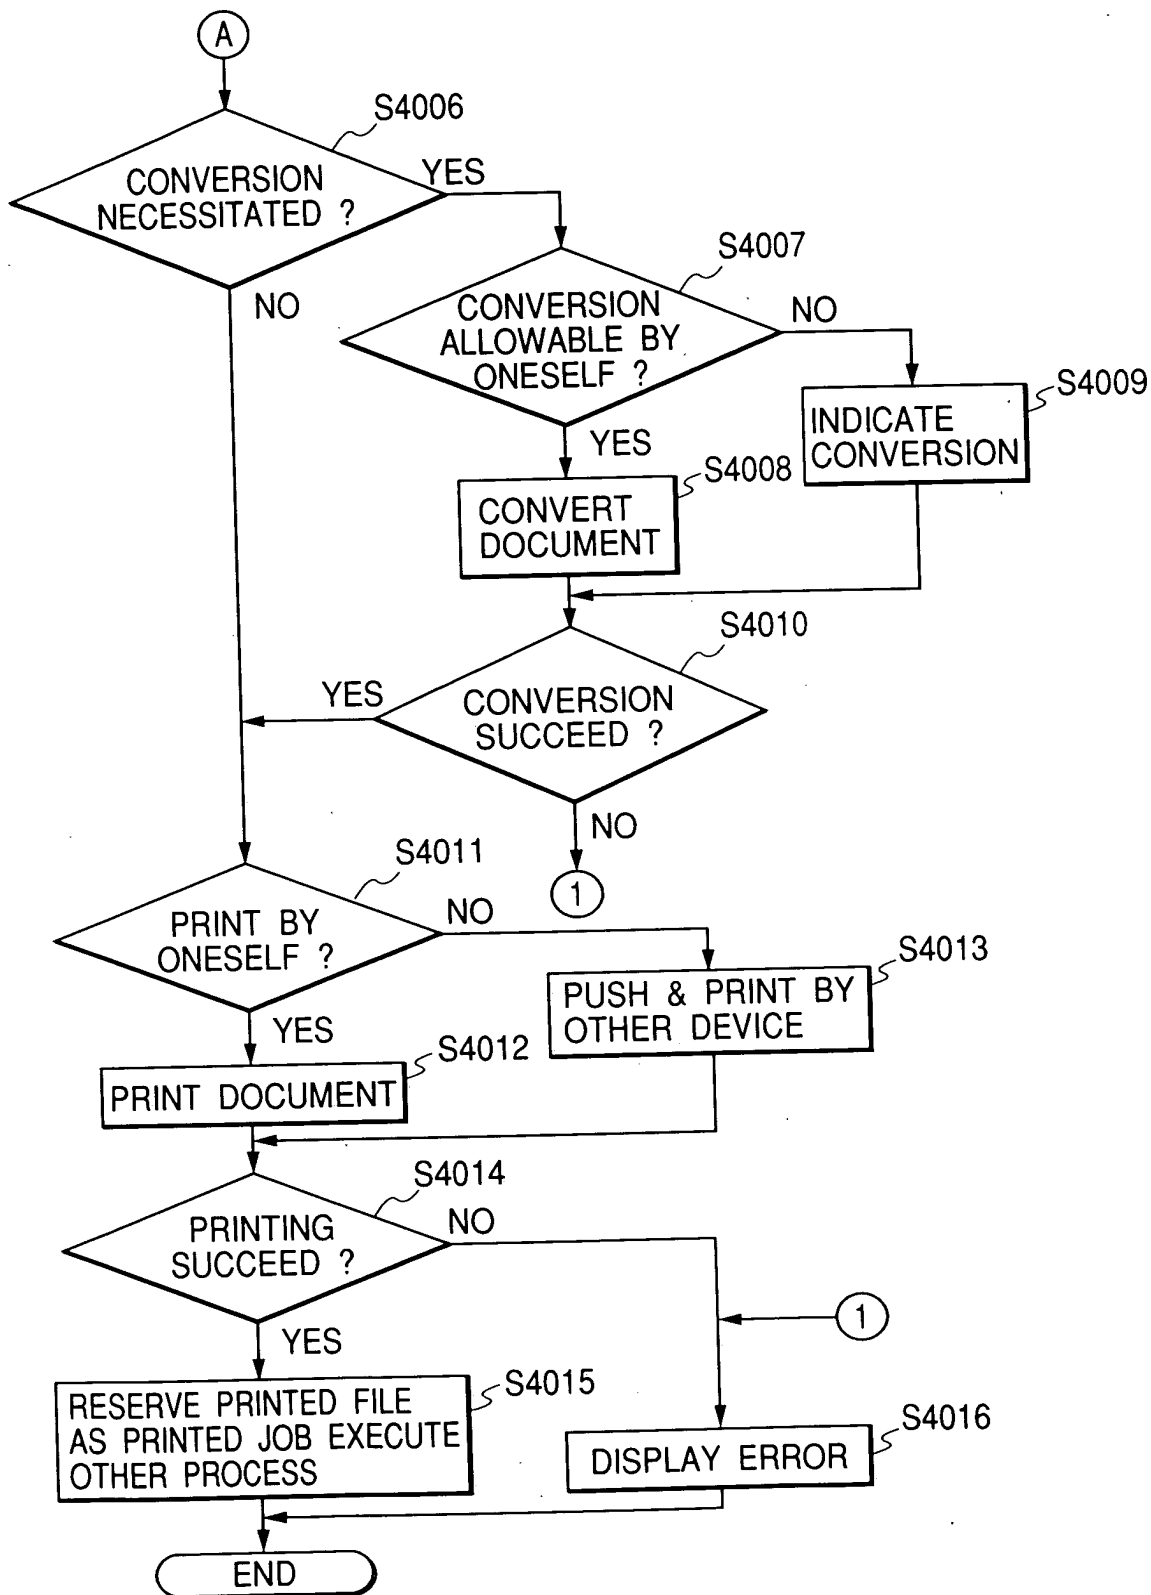 A
S4006
CONVERSION
NECESSITATED ?
YES
NO
S4007
CONVERSION
ALLOWABLE BY
ONESELF ?
NO
YES
S4009
INDICATE
CONVERSION
S4008
CONVERT
DOCUMENT
S4010
CONVERSION
SUCCEED ?
YES
NO
1
S4011
PRINT BY
ONESELF ?
NO
YES
S4013
PUSH & PRINT BY
OTHER DEVICE
S4012
PRINT DOCUMENT
S4014
PRINTING
SUCCEED ?
NO
YES
1
S4015
RESERVE PRINTED FILE
AS PRINTED JOB EXECUTE
OTHER PROCESS
S4016
DISPLAY ERROR
END